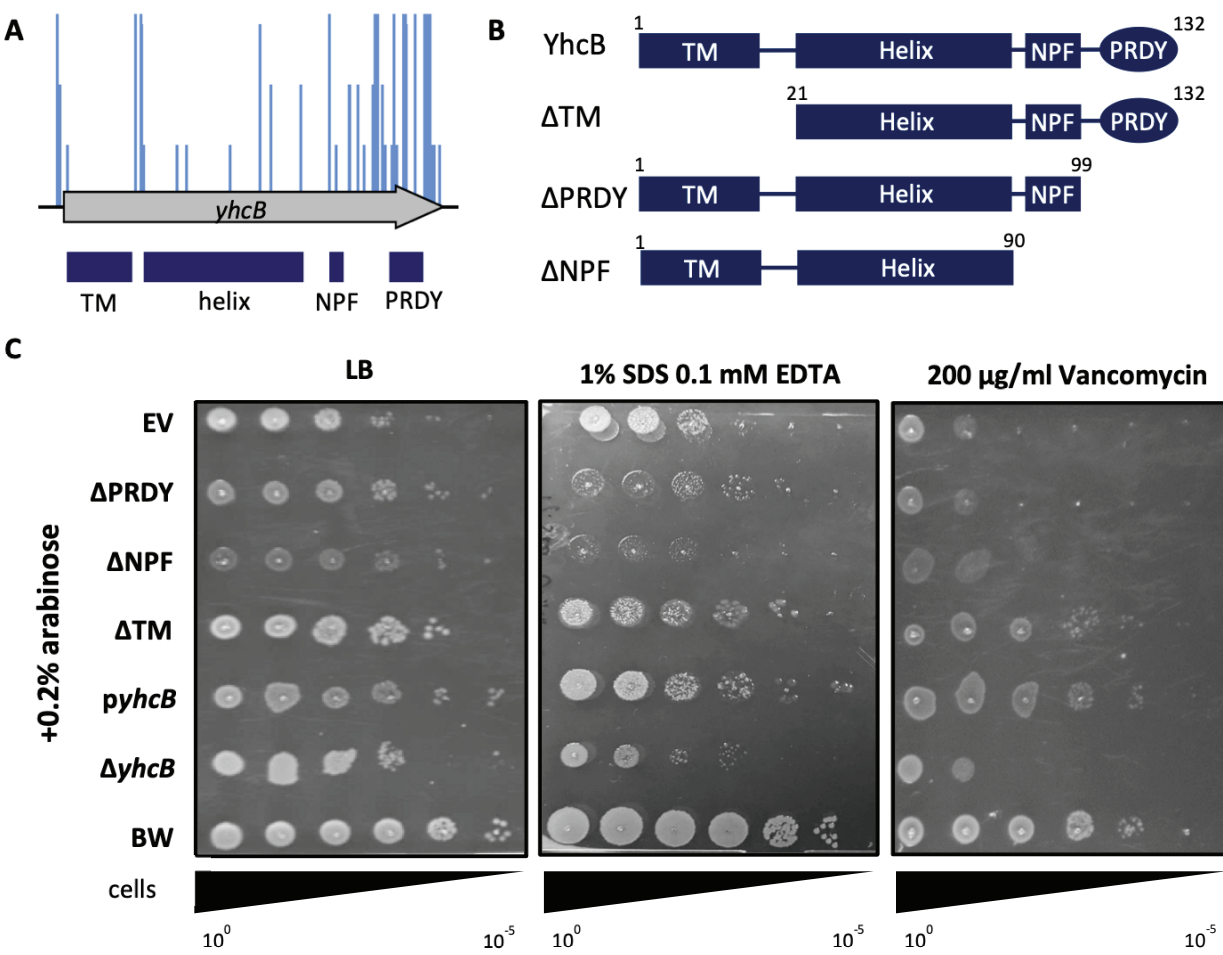 A
yhcB
TM helix NPF PRDY
B
YhcB
1 132
TM Helix NPF PRDY
ΔTM
21 132
Helix NPF PRDY
ΔPRDY
1 99
TM Helix NPF
ΔNPF
1 90
TM Helix
C
LB 1% SDS 0.1 mM EDTA 200 µg/ml Vancomycin
+0.2% arabinose
EV
ΔPRDY
ΔNPF
ΔTM
pyhcB
ΔyhcB
BW
cells
10⁰ 10⁻⁵ 10⁰ 10⁻⁵ 10⁰ 10⁻⁵